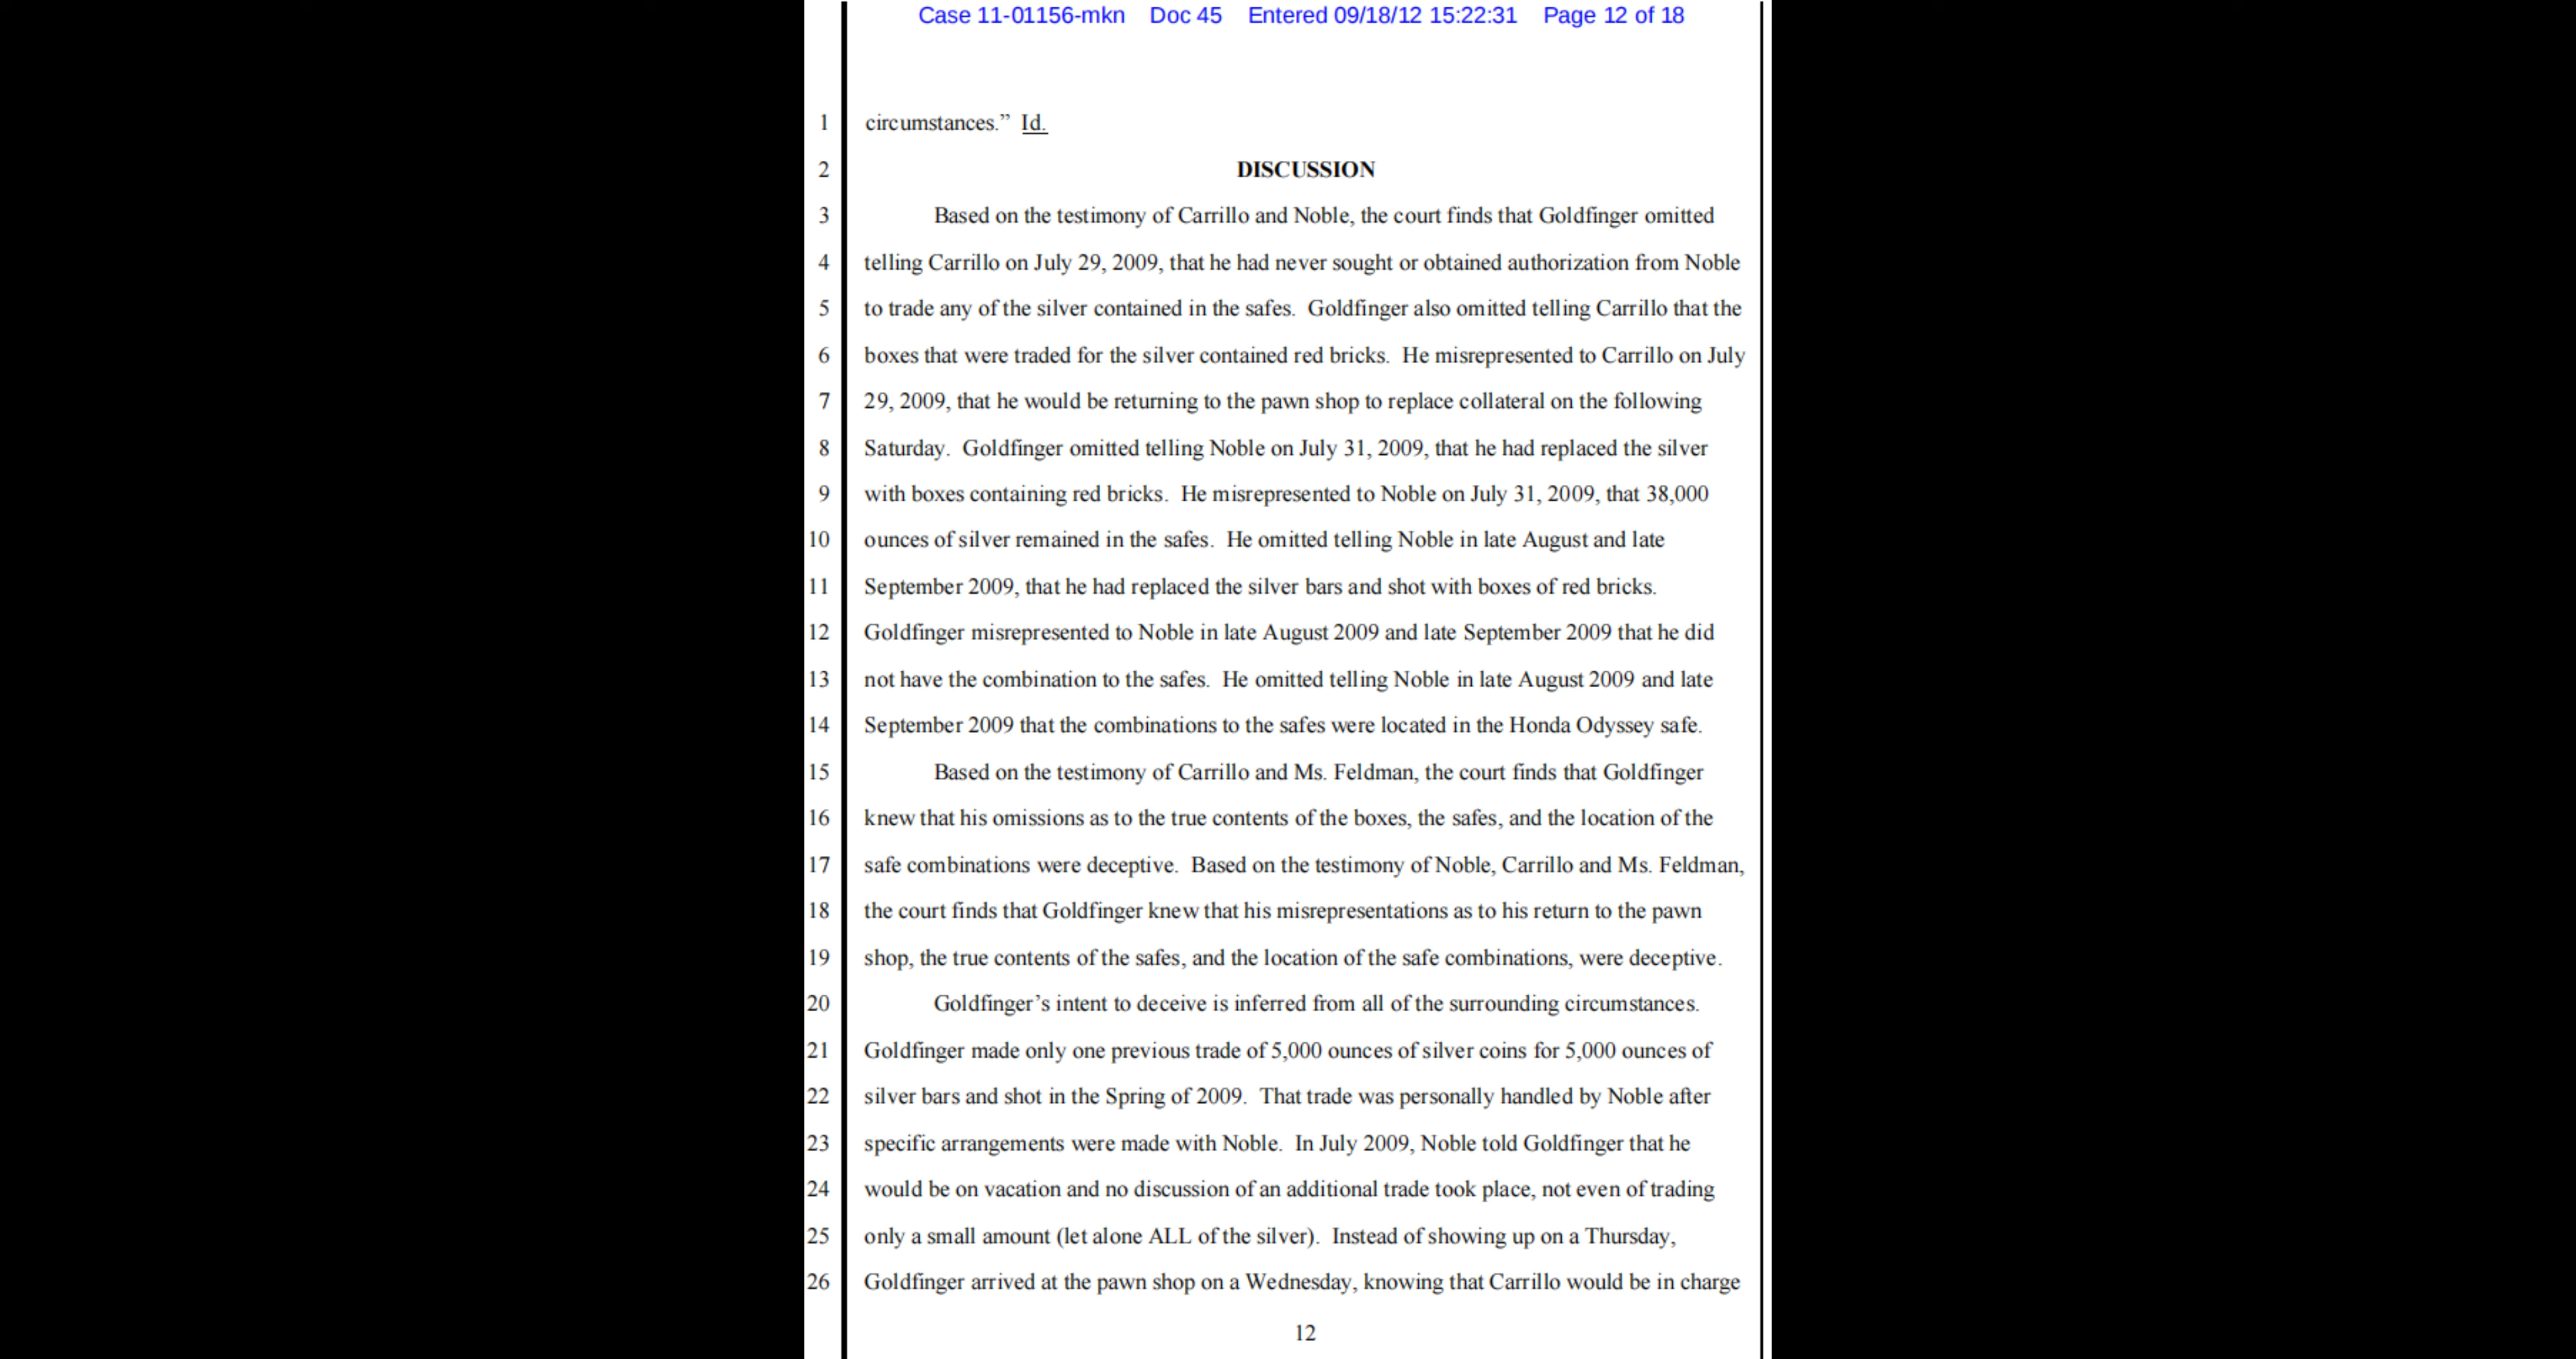 Case 11-01156-mkn Doc 45 Entered 09/18/12 15:22:31 Page 12 of 18
1 circumstances.” Id.
2 DISCUSSION
3 Based on the testimony of Carrillo and Noble, the court finds that Goldfinger omitted
4 telling Carrillo on July 29, 2009, that he had never sought or obtained authorization from Noble
5 to trade any of the silver contained in the safes. Goldfinger also omitted telling Carrillo that the
6 boxes that were traded for the silver contained red bricks. He misrepresented to Carrillo on July
7 29, 2009, that he would be returning to the pawn shop to replace collateral on the following
8 Saturday. Goldfinger omitted telling Noble on July 31, 2009, that he had replaced the silver
9 with boxes containing red bricks. He misrepresented to Noble on July 31, 2009, that 38,000
10 ounces of silver remained in the safes. He omitted telling Noble in late August and late
11 September 2009, that he had replaced the silver bars and shot with boxes of red bricks.
12 Goldfinger misrepresented to Noble in late August 2009 and late September 2009 that he did
13 not have the combination to the safes. He omitted telling Noble in late August 2009 and late
14 September 2009 that the combinations to the safes were located in the Honda Odyssey safe.
15 Based on the testimony of Carrillo and Ms. Feldman, the court finds that Goldfinger
16 knew that his omissions as to the true contents of the boxes, the safes, and the location of the
17 safe combinations were deceptive. Based on the testimony of Noble, Carrillo and Ms. Feldman,
18 the court finds that Goldfinger knew that his misrepresentations as to his return to the pawn
19 shop, the true contents of the safes, and the location of the safe combinations, were deceptive.
20 Goldfinger’s intent to deceive is inferred from all of the surrounding circumstances.
21 Goldfinger made only one previous trade of 5,000 ounces of silver coins for 5,000 ounces of
22 silver bars and shot in the Spring of 2009. That trade was personally handled by Noble after
23 specific arrangements were made with Noble. In July 2009, Noble told Goldfinger that he
24 would be on vacation and no discussion of an additional trade took place, not even of trading
25 only a small amount (let alone ALL of the silver). Instead of showing up on a Thursday,
26 Goldfinger arrived at the pawn shop on a Wednesday, knowing that Carrillo would be in charge
12